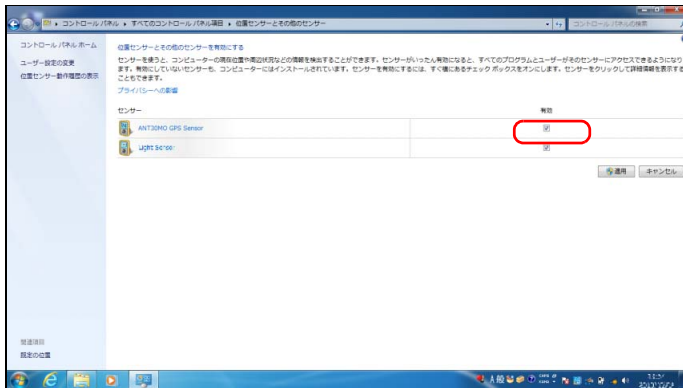 コントロール パネル ▸ すべてのコントロール パネル項目 ▸ 位置センサーとその他のセンサー
コントロール パネルの検索
コントロール パネル ホーム
ユーザー設定の変更
位置センサー動作履歴の表示
位置センサーとその他のセンサーを有効にする
センサーを使うと、コンピューターの現在位置や周辺状況などの情報を検出することができます。センサーがいったん有効になると、すべてのプログラムとユーザーがそのセンサーにアクセスできるようになり
ます。有効にしていないセンサーも、コンピューターにはインストールされています。センサーを有効にするには、すぐ横にあるチェック ボックスをオンにします。センサーをクリックして詳細情報を表示する
こともできます。
プライバシーへの影響
センサー 有効
GPS Sensor
Light Sensor
適用 キャンセル
関連項目
既定の位置
A 般